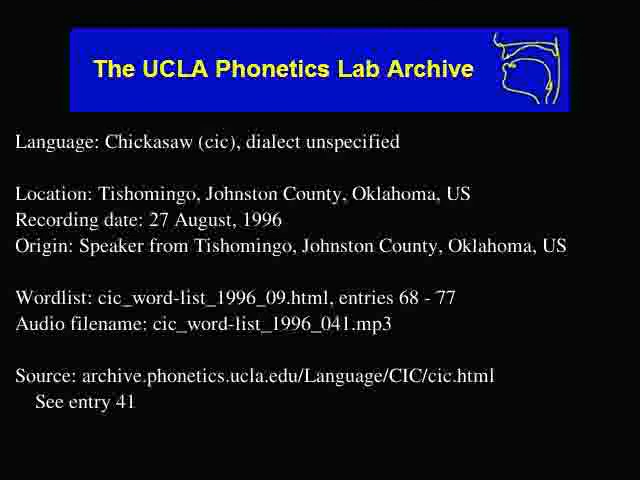 The UCLA Phonetics Lab Archive
Language: Chickasaw (cic), dialect unspecified
Location: Tishomingo, Johnston County, Oklahoma, US
Recording date: 27 August, 1996
Origin: Speaker from Tishomingo, Johnston County, Oklahoma, US
Wordlist: cic_word-list_1996_09.html, entries 68 - 77
Audio filename: cic_word-list_1996_041.mp3
Source: archive.phonetics.ucla.edu/Language/CIC/cic.html
See entry 41